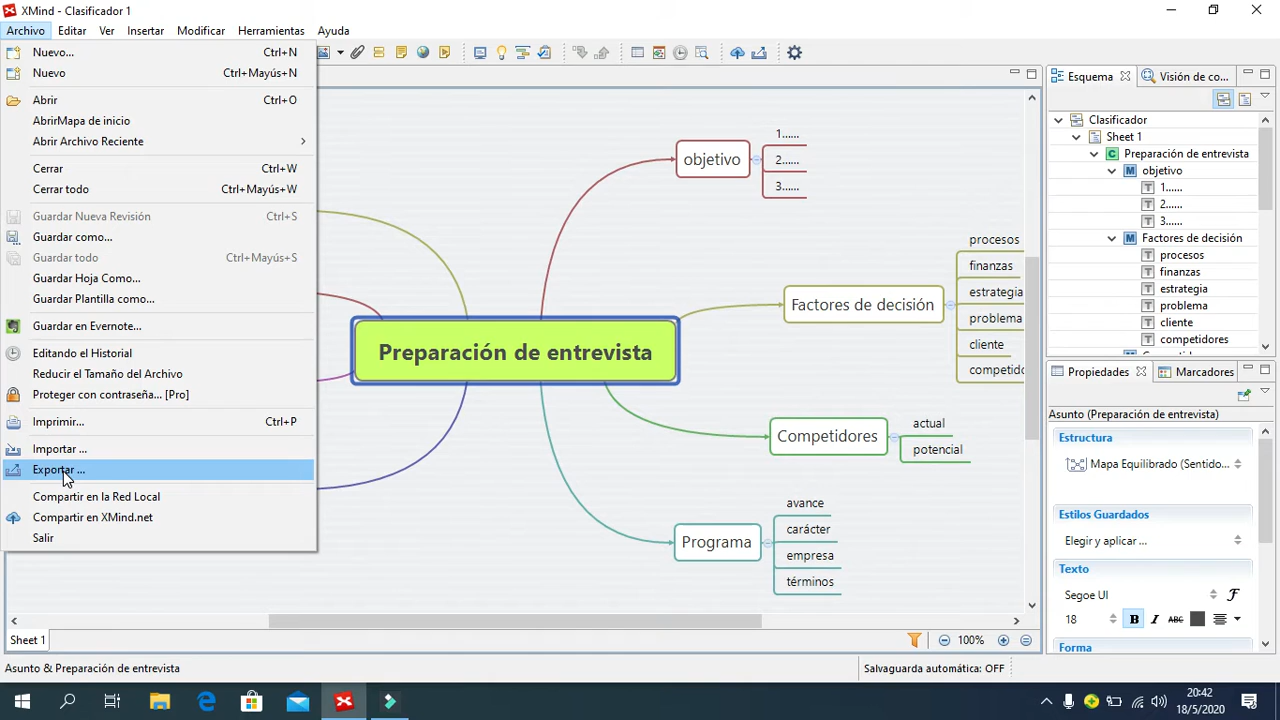 XMind - Clasificador 1
Archivo Editar Ver Insertar Modificar Herramientas Ayuda
Nuevo... Ctrl+N
Nuevo Ctrl+Mayús+N
Abrir Ctrl+O
AbrirMapa de inicio
Abrir Archivo Reciente
Cerrar Ctrl+W
Cerrar todo Ctrl+Mayús+W
Guardar Nueva Revisión Ctrl+S
Guardar como...
Guardar todo Ctrl+Mayús+S
Guardar Hoja Como...
Guardar Plantilla como...
Guardar en Evernote...
Editando el Historial
Reducir el Tamaño del Archivo
Proteger con contraseña... [Pro]
Imprimir... Ctrl+P
Importar ...
Exportar ...
Compartir en la Red Local
Compartir en XMind.net
Salir
Preparación de entrevista
objetivo
1......
2......
3......
Factores de decisión
procesos
finanzas
estrategia
problema
cliente
competido
Competidores
actual
potencial
Programa
avance
carácter
empresa
términos
Esquema
Visión de co...
Clasificador
Sheet 1
C Preparación de entrevista
M objetivo
T 1......
T 2......
T 3......
M Factores de decisión
T procesos
T finanzas
T estrategia
T problema
T cliente
T competidores
Propiedades
Marcadores
Asunto (Preparación de entrevista)
Estructura
Mapa Equilibrado (Sentido...
Estilos Guardados
Elegir y aplicar ...
Texto
Segoe UI
18 B I ABC
Forma
Sheet 1
100%
Asunto & Preparación de entrevista
Salvaguarda automática: OFF
20:42
18/5/2020